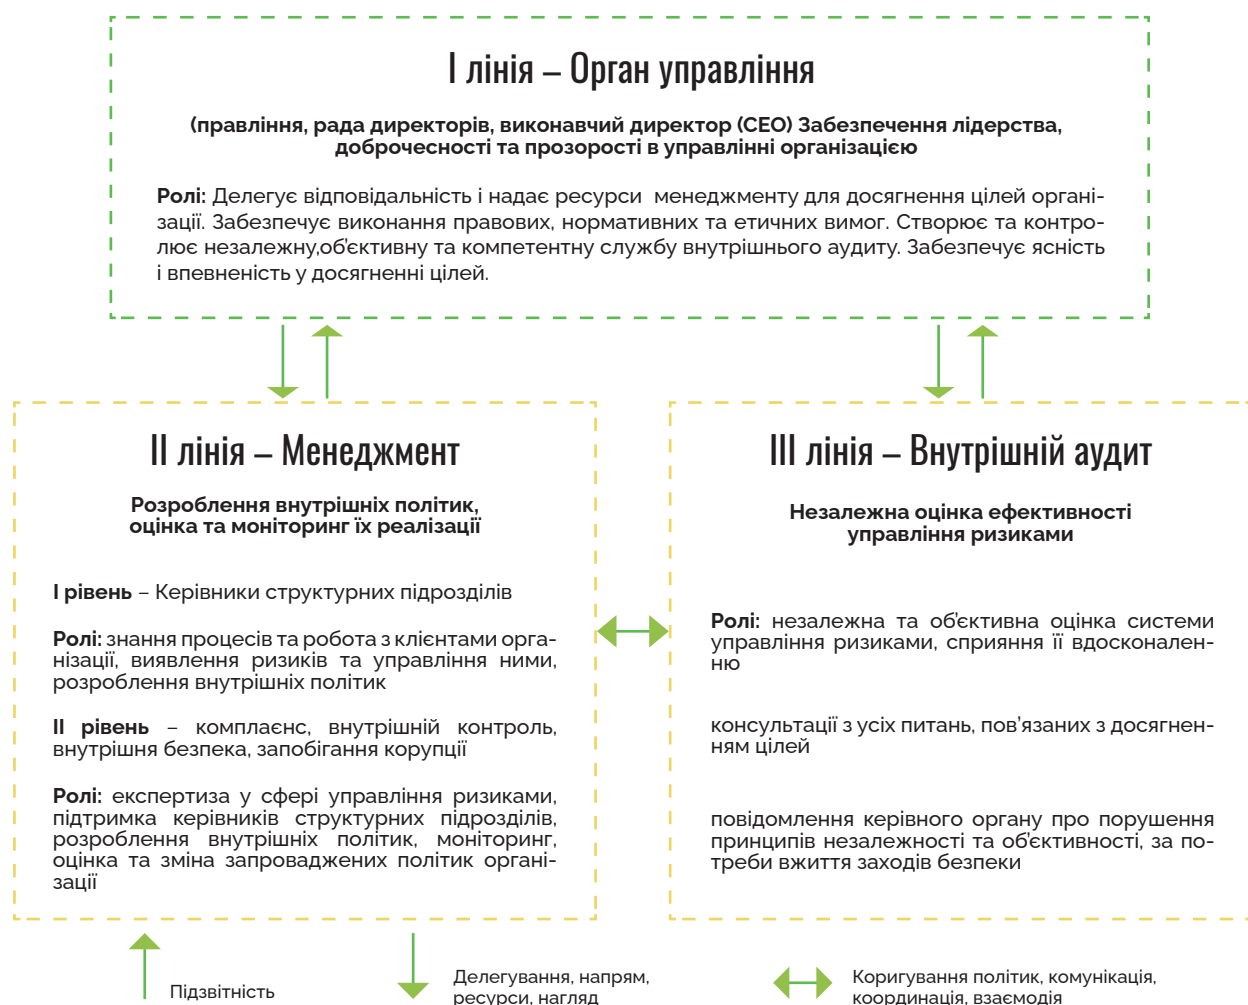 І лінія – Орган управління
(правління, рада директорів, виконавчий директор (CEO) Забезпечення лідерства,
доброчесності та прозорості в управлінні організацією
Ролі: Делегує відповідальність і надає ресурси менеджменту для досягнення цілей органі-
зації. Забезпечує виконання правових, нормативних та етичних вимог. Створює та контро-
лює незалежну,об'єктивну та компетентну службу внутрішнього аудиту. Забезпечує ясність
і впевненість у досягненні цілей.
ІІ лінія – Менеджмент
Розроблення внутрішніх політик,
оцінка та моніторинг їх реалізації
І рівень – Керівники структурних підрозділів
Ролі: знання процесів та робота з клієнтами орга-
нізації, виявлення ризиків та управління ними,
розроблення внутрішніх політик
ІІ рівень – комплаєнс, внутрішній контроль,
внутрішня безпека, запобігання корупції
Ролі: експертиза у сфері управління ризиками,
підтримка керівників структурних підрозділів,
розроблення внутрішніх політик, моніторинг,
оцінка та зміна запроваджених політик органі-
зації
ІІІ лінія – Внутрішній аудит
Незалежна оцінка ефективності
управління ризиками
Ролі: незалежна та об'єктивна оцінка системи
управління ризиками, сприяння її вдосконален-
ню
консультації з усіх питань, пов'язаних з досягнен-
ням цілей
повідомлення керівного органу про порушення
принципів незалежності та об'єктивності, за по-
треби вжиття заходів безпеки
Підзвітність
Делегування, напрям,
ресурси, нагляд
Коригування політик, комунікація,
координація, взаємодія